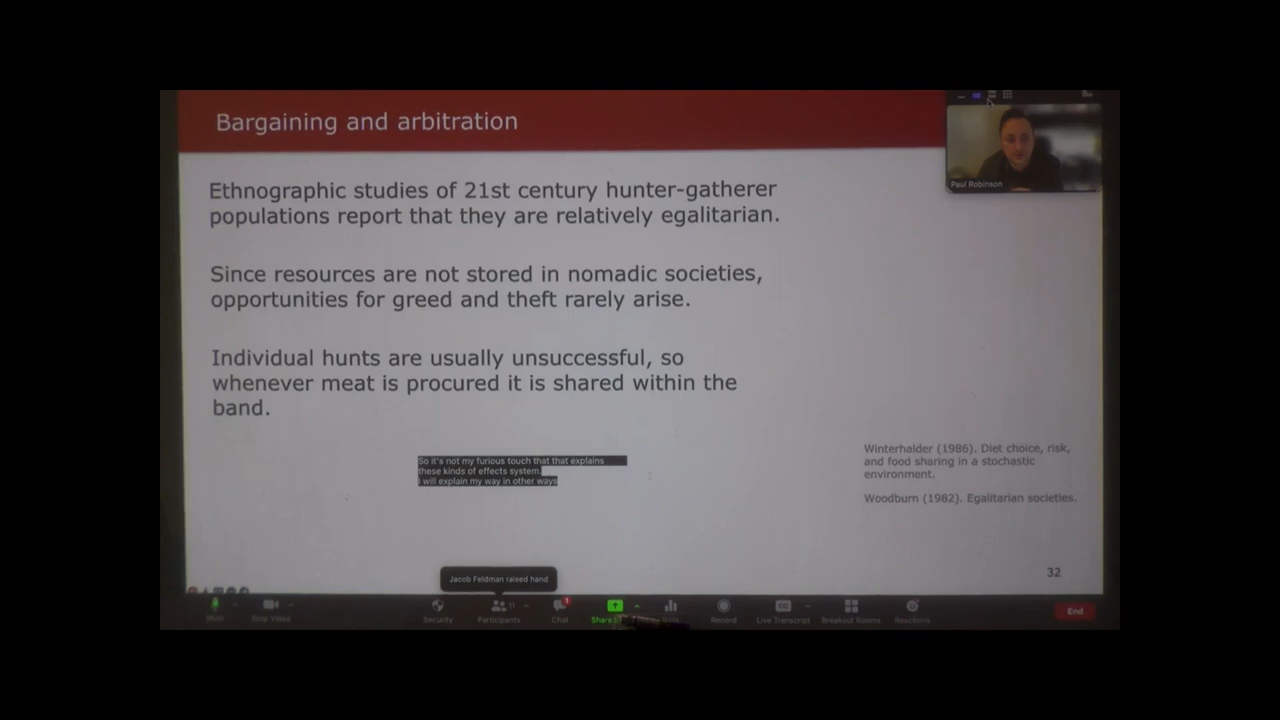 Bargaining and arbitration
Paul Robinson
Ethnographic studies of 21st century hunter-gatherer
populations report that they are relatively egalitarian.
Since resources are not stored in nomadic societies,
opportunities for greed and theft rarely arise.
Individual hunts are usually unsuccessful, so
whenever meat is procured it is shared within the
band.
So it's not my furious touch that that explains
these kinds of effects system.
I will explain my way in other ways
Winterhalder (1986). Diet choice, risk,
and food sharing in a stochastic
environment.
Woodburn (1982). Egalitarian societies.
32
Jacob Feldman raised hand
Mute
Stop Video
Security
Participants
11
Chat
1
Share
Record
CC
Live Transcript
Breakout Rooms
Reactions
End